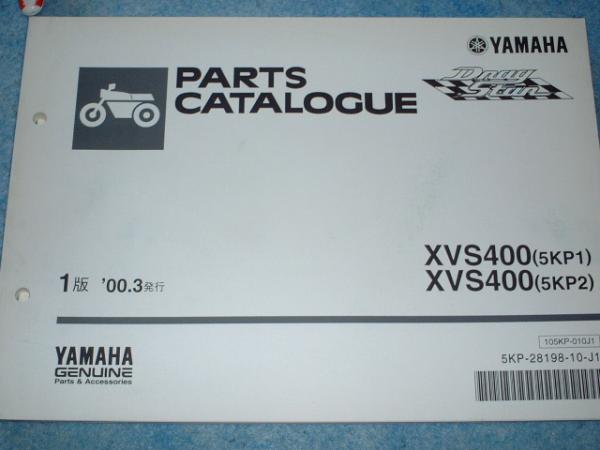 YAMAHA
PARTS
CATALOGUE
Drag
Star
XVS400(5KP1)
XVS400(5KP2)
1版 '00.3発行
105KP-010J1
5KP-28198-10-J1
YAMAHA
GENUINE
Parts & Accessories